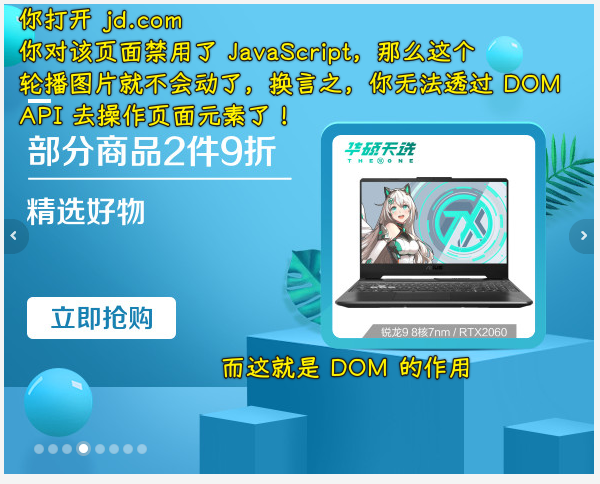 你打开 jd.com
你对该页面禁用了 JavaScript，那么这个
轮播图片就不会动了，换言之，你无法透过 DOM
API 去操作页面元素了！
部分商品2件9折
精选好物
立即抢购
华硕天选
THE ONE
TX
锐龙9 8核7nm / RTX2060
而这就是 DOM 的作用